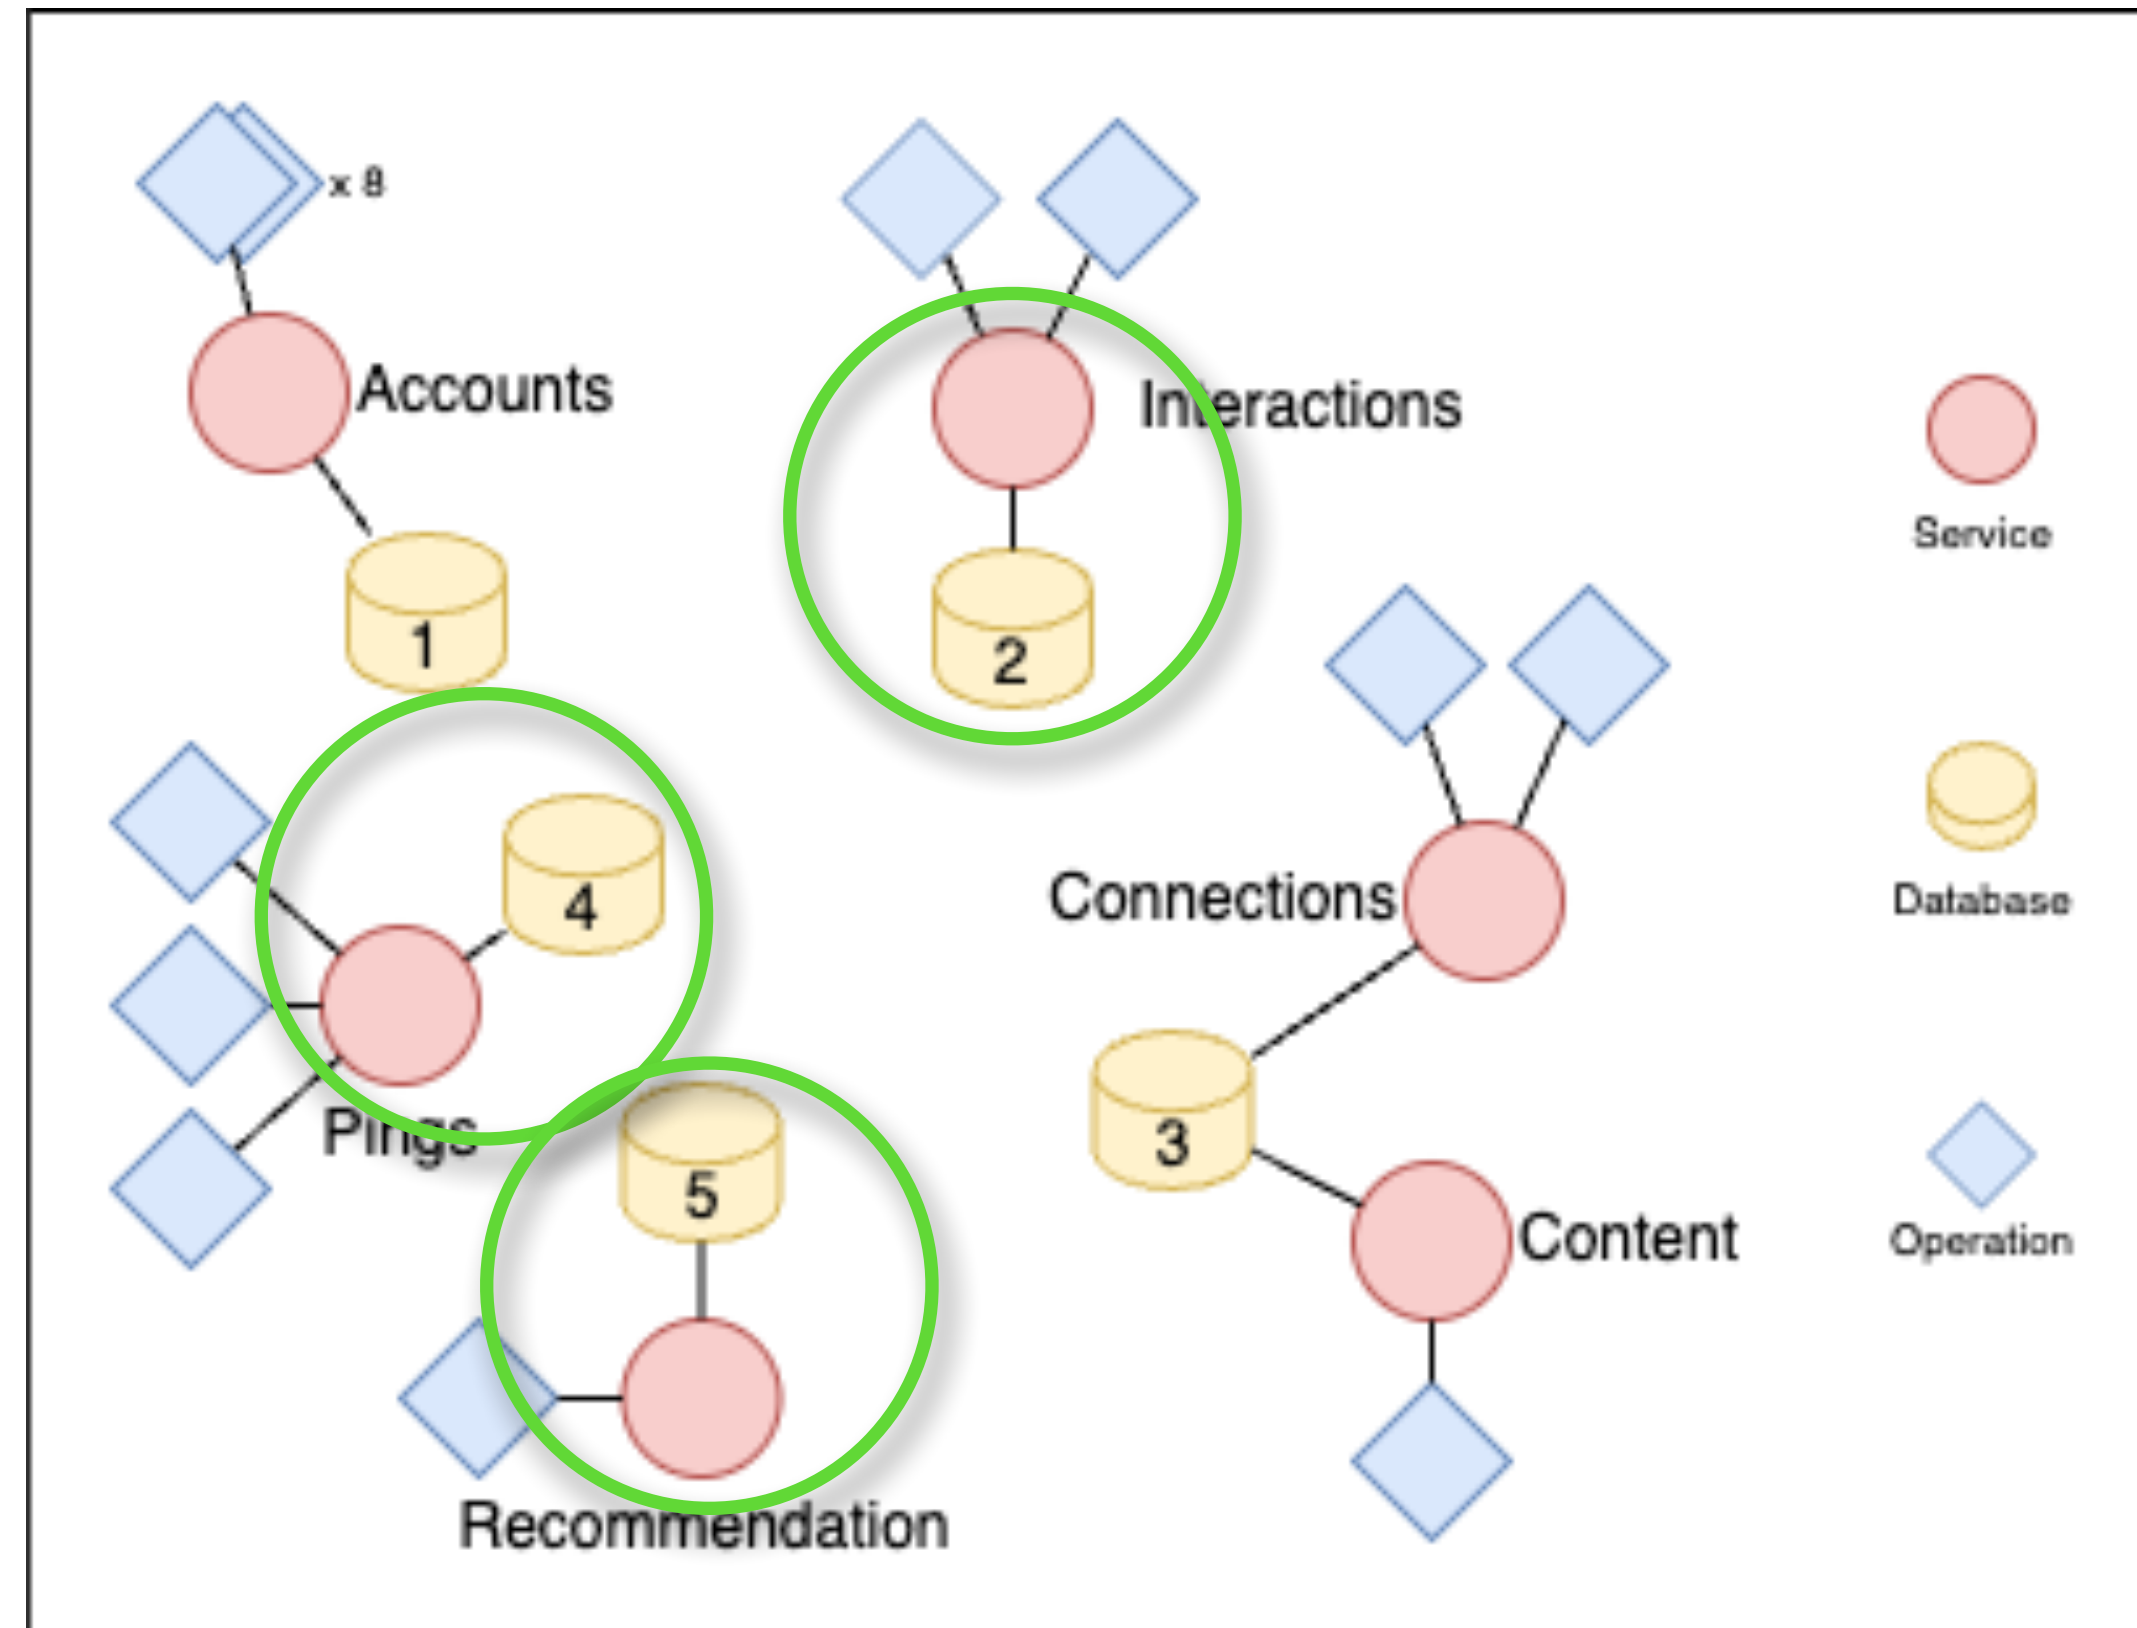 x 8
Accounts
Interactions
Service
1
2
Connections
Database
4
Pings
3
5
Content
Operation
Recommendation